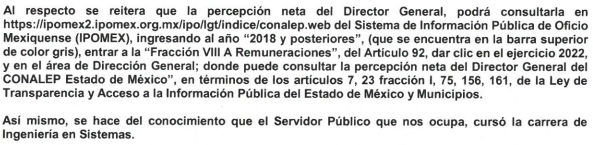 Al respecto se reitera que la percepción neta del Director General, podrá consultarla en
https://ipomex2.ipomex.org.mx/ipo/lgt/indice/conalep.web del Sistema de Información Pública de Oficio
Mexiquense (IPOMEX), ingresando al año “2018 y posteriores”, (que se encuentra en la barra superior
de color gris), entrar a la “Fracción VIII A Remuneraciones”, del Artículo 92, dar clic en el ejercicio 2022,
y en el área de Dirección General; donde puede consultar la percepción neta del Director General del
CONALEP Estado de México”, en términos de los artículos 7, 23 fracción I, 75, 156, 161, de la Ley de
Transparencia y Acceso a la Información Pública del Estado de México y Municipios.
Así mismo, se hace del conocimiento que el Servidor Público que nos ocupa, cursó la carrera de
Ingeniería en Sistemas.